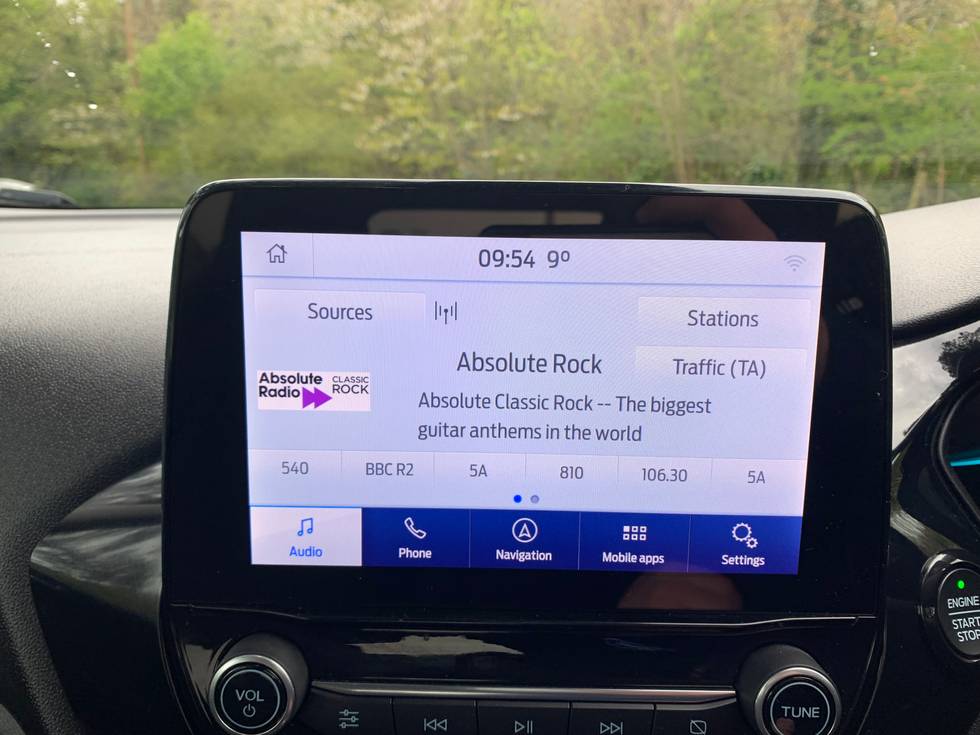 09:54 9º
Sources
Stations
Absolute Rock
Traffic (TA)
Absolute
Radio
CLASSIC
ROCK
Absolute Classic Rock -- The biggest
guitar anthems in the world
540 BBC R2 5A 810 106.30 5A
Audio Phone Navigation Mobile apps Settings
ENGINE
START
STOP
VOL
TUNE